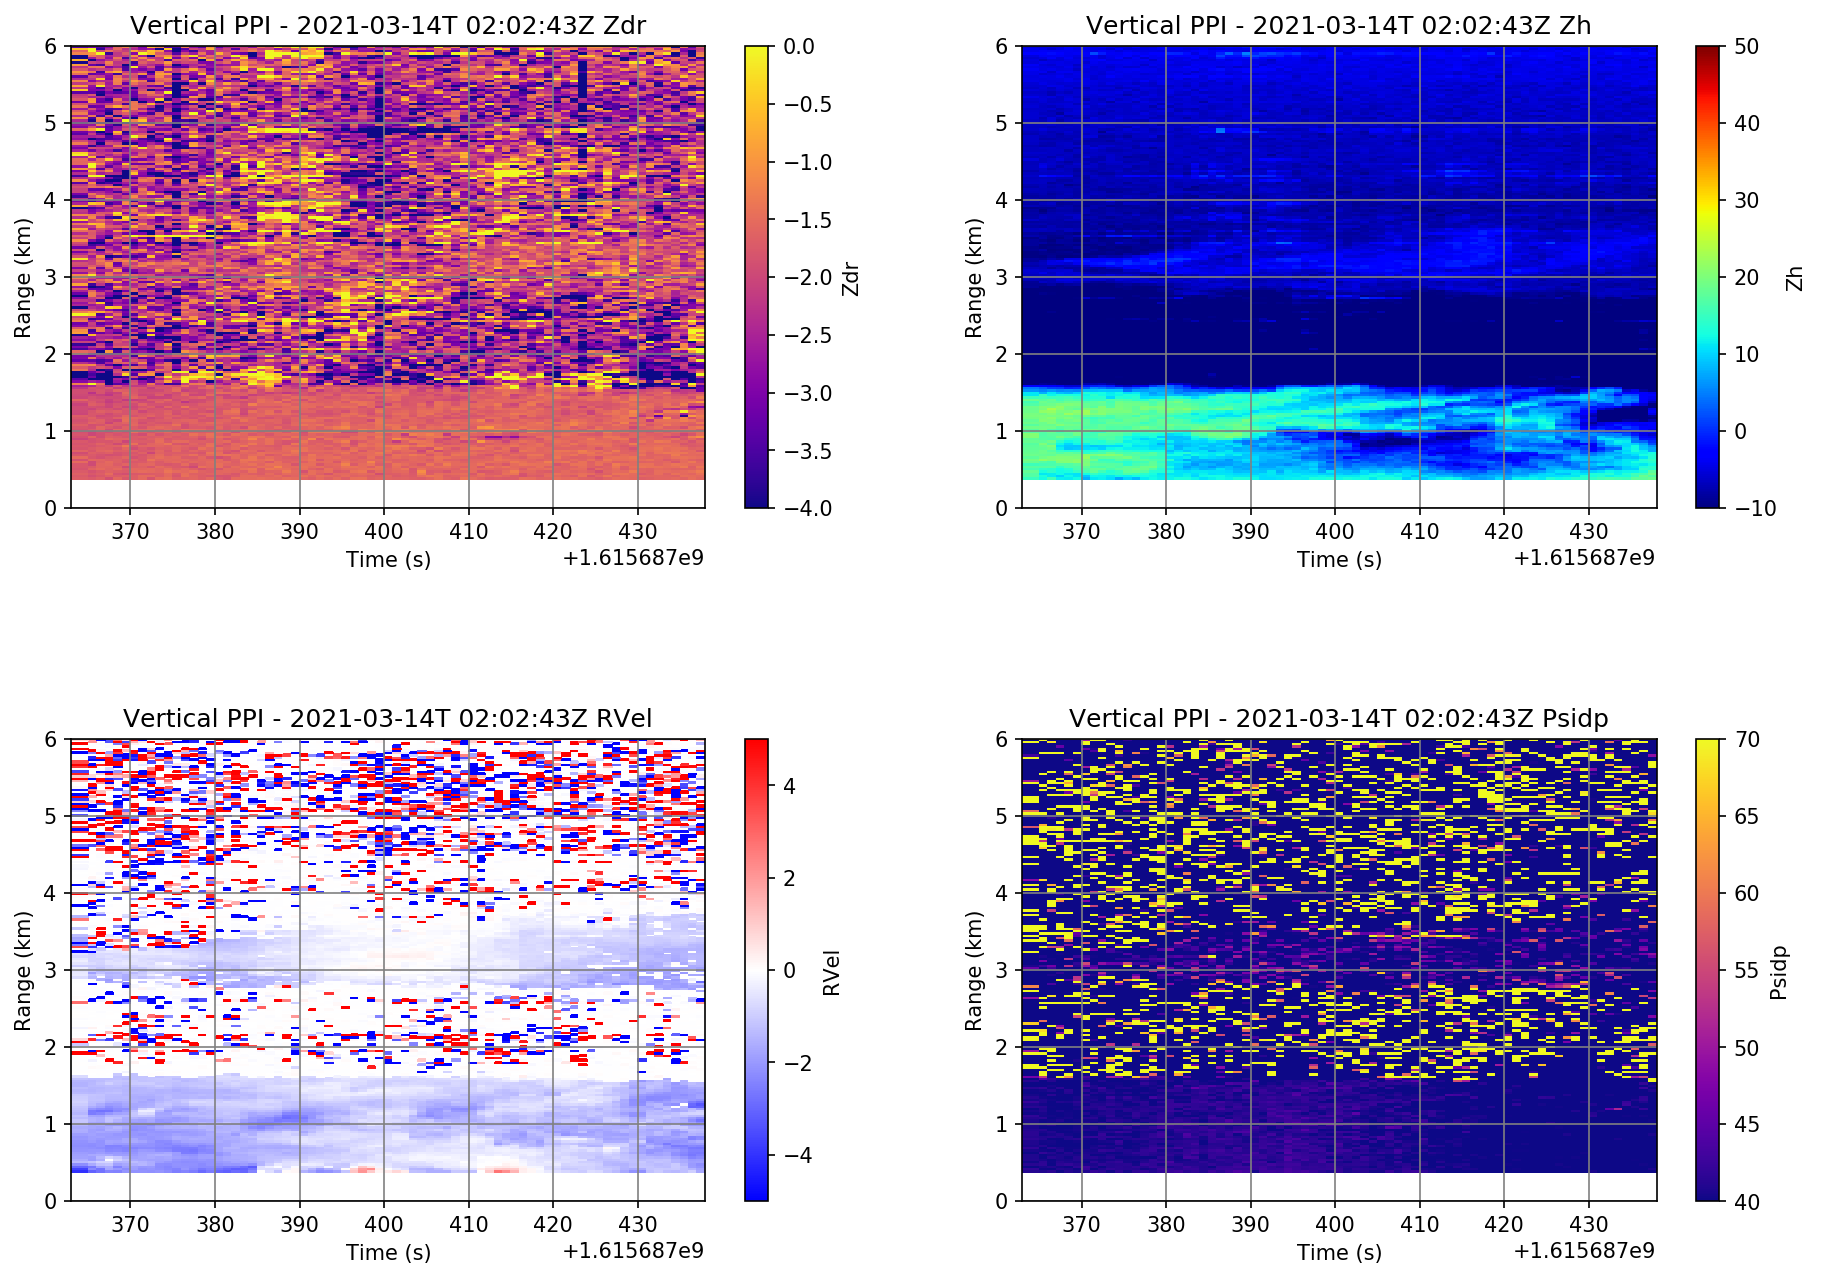 Vertical PPI - 2021-03-14T 02:02:43Z Zdr
6
5
4
3
2
1
0
Range (km)
370 380 390 400 410 420 430
Time (s)
+1.615687e9
0.0
−0.5
−1.0
−1.5
−2.0
−2.5
−3.0
−3.5
−4.0
Zdr
Vertical PPI - 2021-03-14T 02:02:43Z Zh
6
5
4
3
2
1
0
Range (km)
370 380 390 400 410 420 430
Time (s)
+1.615687e9
50
40
30
20
10
0
−10
Zh
Vertical PPI - 2021-03-14T 02:02:43Z RVel
6
5
4
3
2
1
0
Range (km)
370 380 390 400 410 420 430
Time (s)
+1.615687e9
4
2
0
−2
−4
RVel
Vertical PPI - 2021-03-14T 02:02:43Z Psidp
6
5
4
3
2
1
0
Range (km)
370 380 390 400 410 420 430
Time (s)
+1.615687e9
70
65
60
55
50
45
40
Psidp